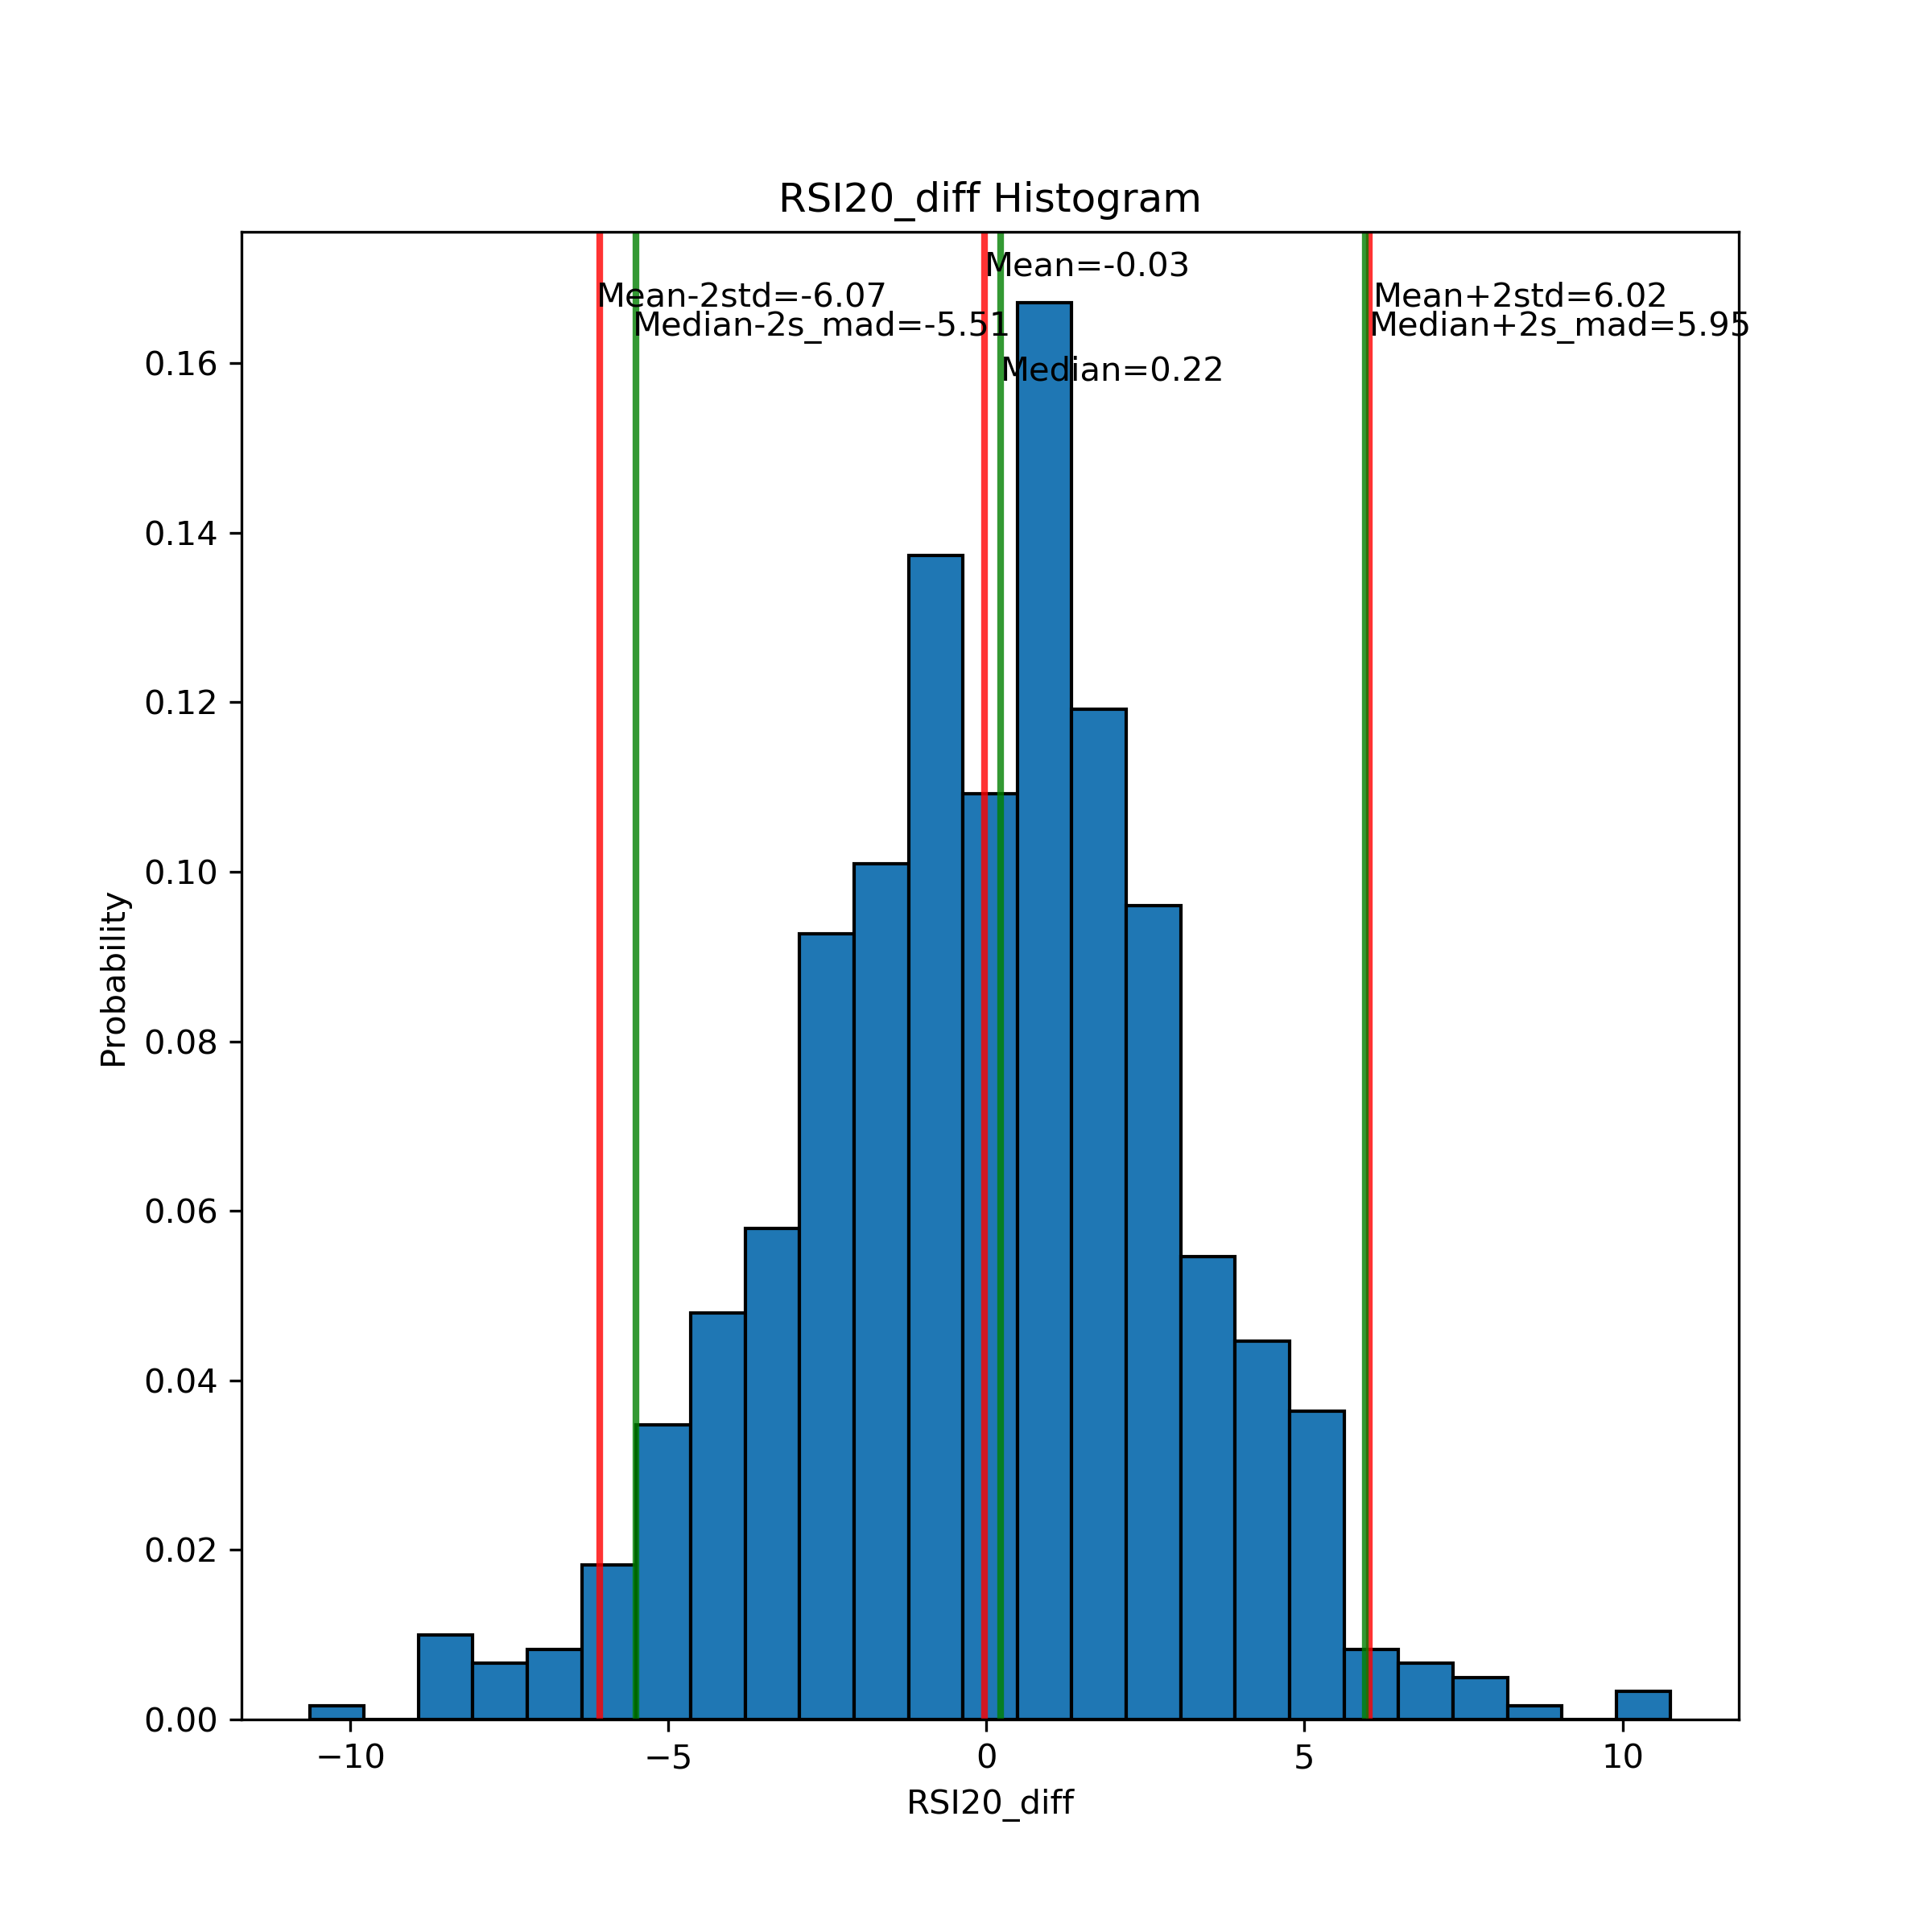 RSI20_diff Histogram
Mean=-0.03
Mean-2std=-6.07
Mean+2std=6.02
Median-2s_mad=-5.51
Median+2s_mad=5.95
Median=0.22
0.16
0.14
0.12
0.10
0.08
0.06
0.04
0.02
0.00
Probability
−10
−5
0
5
10
RSI20_diff